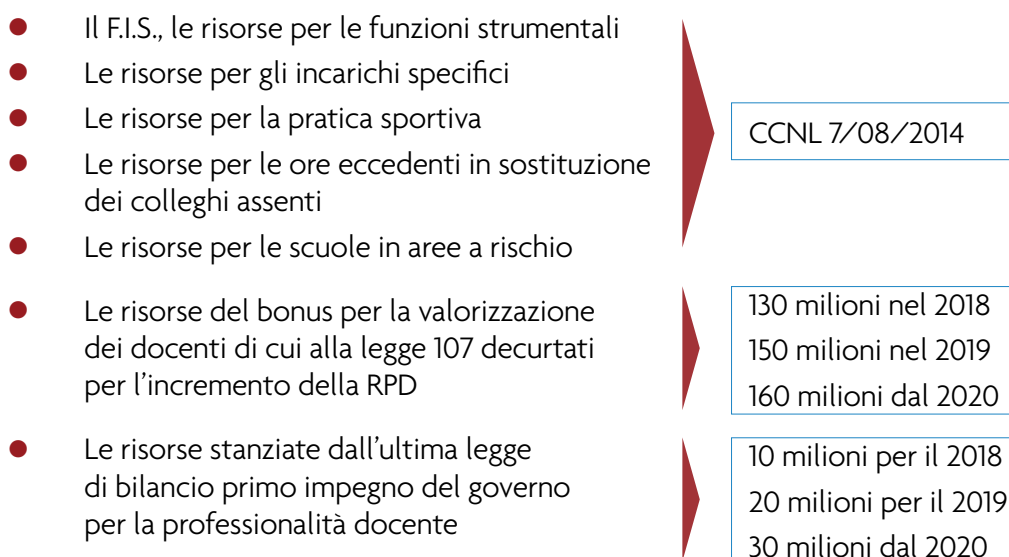 Il F.I.S., le risorse per le funzioni strumentali
Le risorse per gli incarichi specifici
Le risorse per la pratica sportiva
Le risorse per le ore eccedenti in sostituzione
dei colleghi assenti
Le risorse per le scuole in aree a rischio
CCNL 7/08/2014
Le risorse del bonus per la valorizzazione
dei docenti di cui alla legge 107 decurtati
per l'incremento della RPD
130 milioni nel 2018
150 milioni nel 2019
160 milioni dal 2020
Le risorse stanziate dall'ultima legge
di bilancio primo impegno del governo
per la professionalità docente
10 milioni per il 2018
20 milioni per il 2019
30 milioni dal 2020